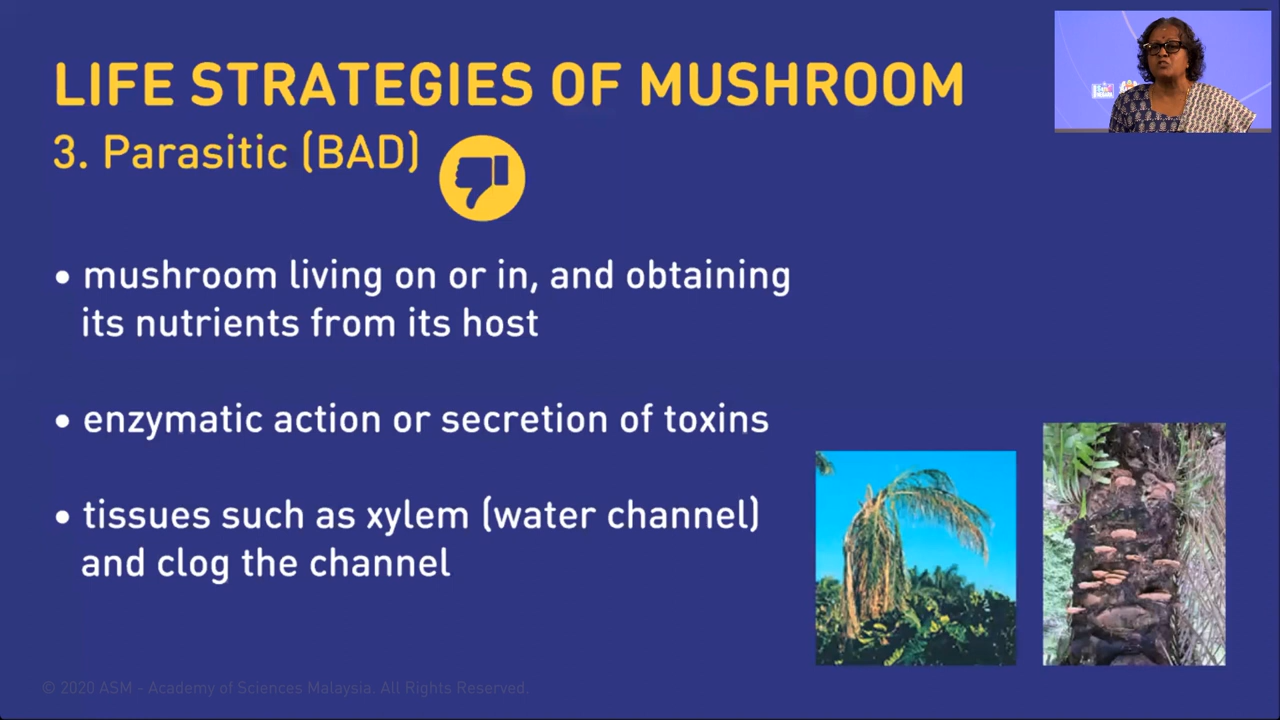 LIFE STRATEGIES OF MUSHROOM
3. Parasitic (BAD)
• mushroom living on or in, and obtaining
its nutrients from its host
• enzymatic action or secretion of toxins
• tissues such as xylem (water channel)
and clog the channel
© 2020 ASM - Academy of Sciences Malaysia. All Rights Reserved.